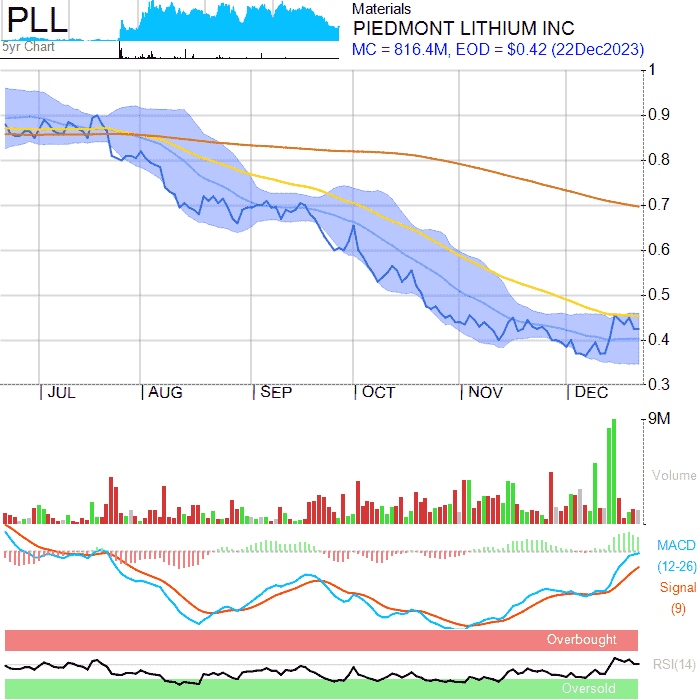 PLL
5yr Chart
Materials
PIEDMONT LITHIUM INC
MC = 816.4M, EOD = $0.42 (22Dec2023)
1
0.9
0.8
0.7
0.6
0.5
0.4
0.3
JUL AUG SEP OCT NOV DEC
9M
Volume
MACD
(12-26)
Signal
(9)
Overbought
RSI(14)
Oversold